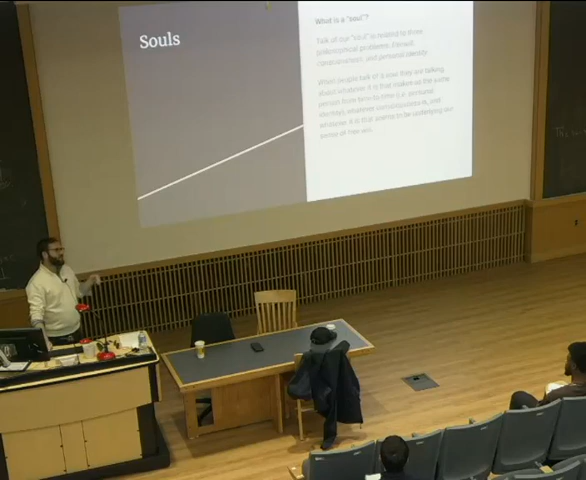 Souls
What is a "soul"?
Talk of our "soul" is related to three
philosophical problems: freewill,
consciousness, and personal identity.
When people talk of a soul, they are talking
about whatever it is that makes us the same
person from time to time (i.e. personal
identity), whatever consciousness is, and
whatever it is that seems to be undergirding our
sense of free will.
This